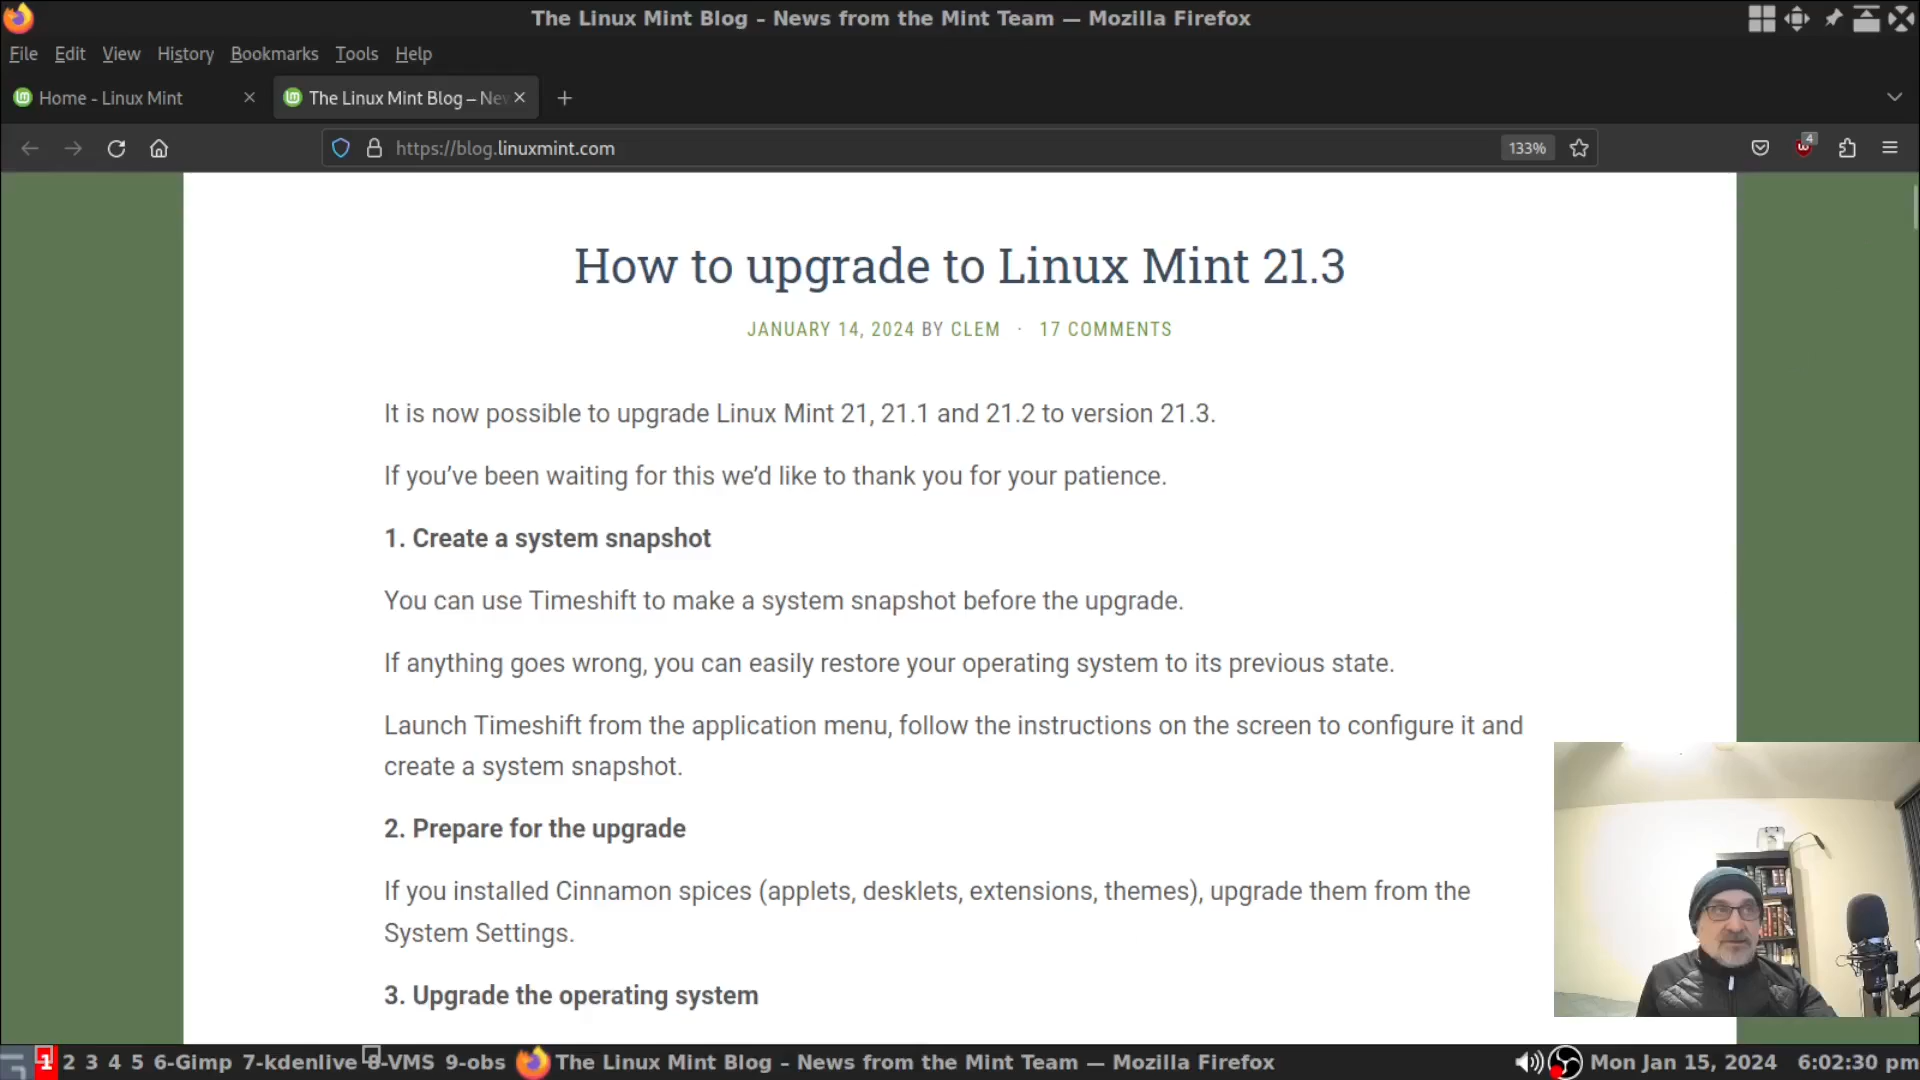 The Linux Mint Blog – News from the Mint Team — Mozilla Firefox
File Edit View History Bookmarks Tools Help
Home - Linux Mint
The Linux Mint Blog – Nev
https://blog.linuxmint.com
133%
4
How to upgrade to Linux Mint 21.3
JANUARY 14, 2024 BY CLEM · 17 COMMENTS
It is now possible to upgrade Linux Mint 21, 21.1 and 21.2 to version 21.3.
If you’ve been waiting for this we’d like to thank you for your patience.
1. Create a system snapshot
You can use Timeshift to make a system snapshot before the upgrade.
If anything goes wrong, you can easily restore your operating system to its previous state.
Launch Timeshift from the application menu, follow the instructions on the screen to configure it and
create a system snapshot.
2. Prepare for the upgrade
If you installed Cinnamon spices (applets, desklets, extensions, themes), upgrade them from the
System Settings.
3. Upgrade the operating system
1 2 3 4 5 6-Gimp 7-kdenlive 8-VMS 9-obs The Linux Mint Blog – News from the Mint Team — Mozilla Firefox Mon Jan 15, 2024 6:02:30 pm